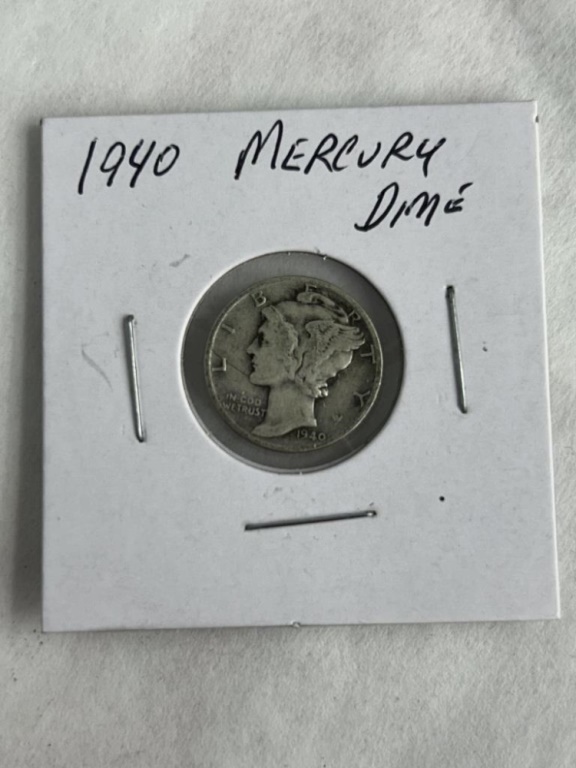 1940 MERCURY
DIME
LIBERTY
IN GOD
WE TRUST
1940